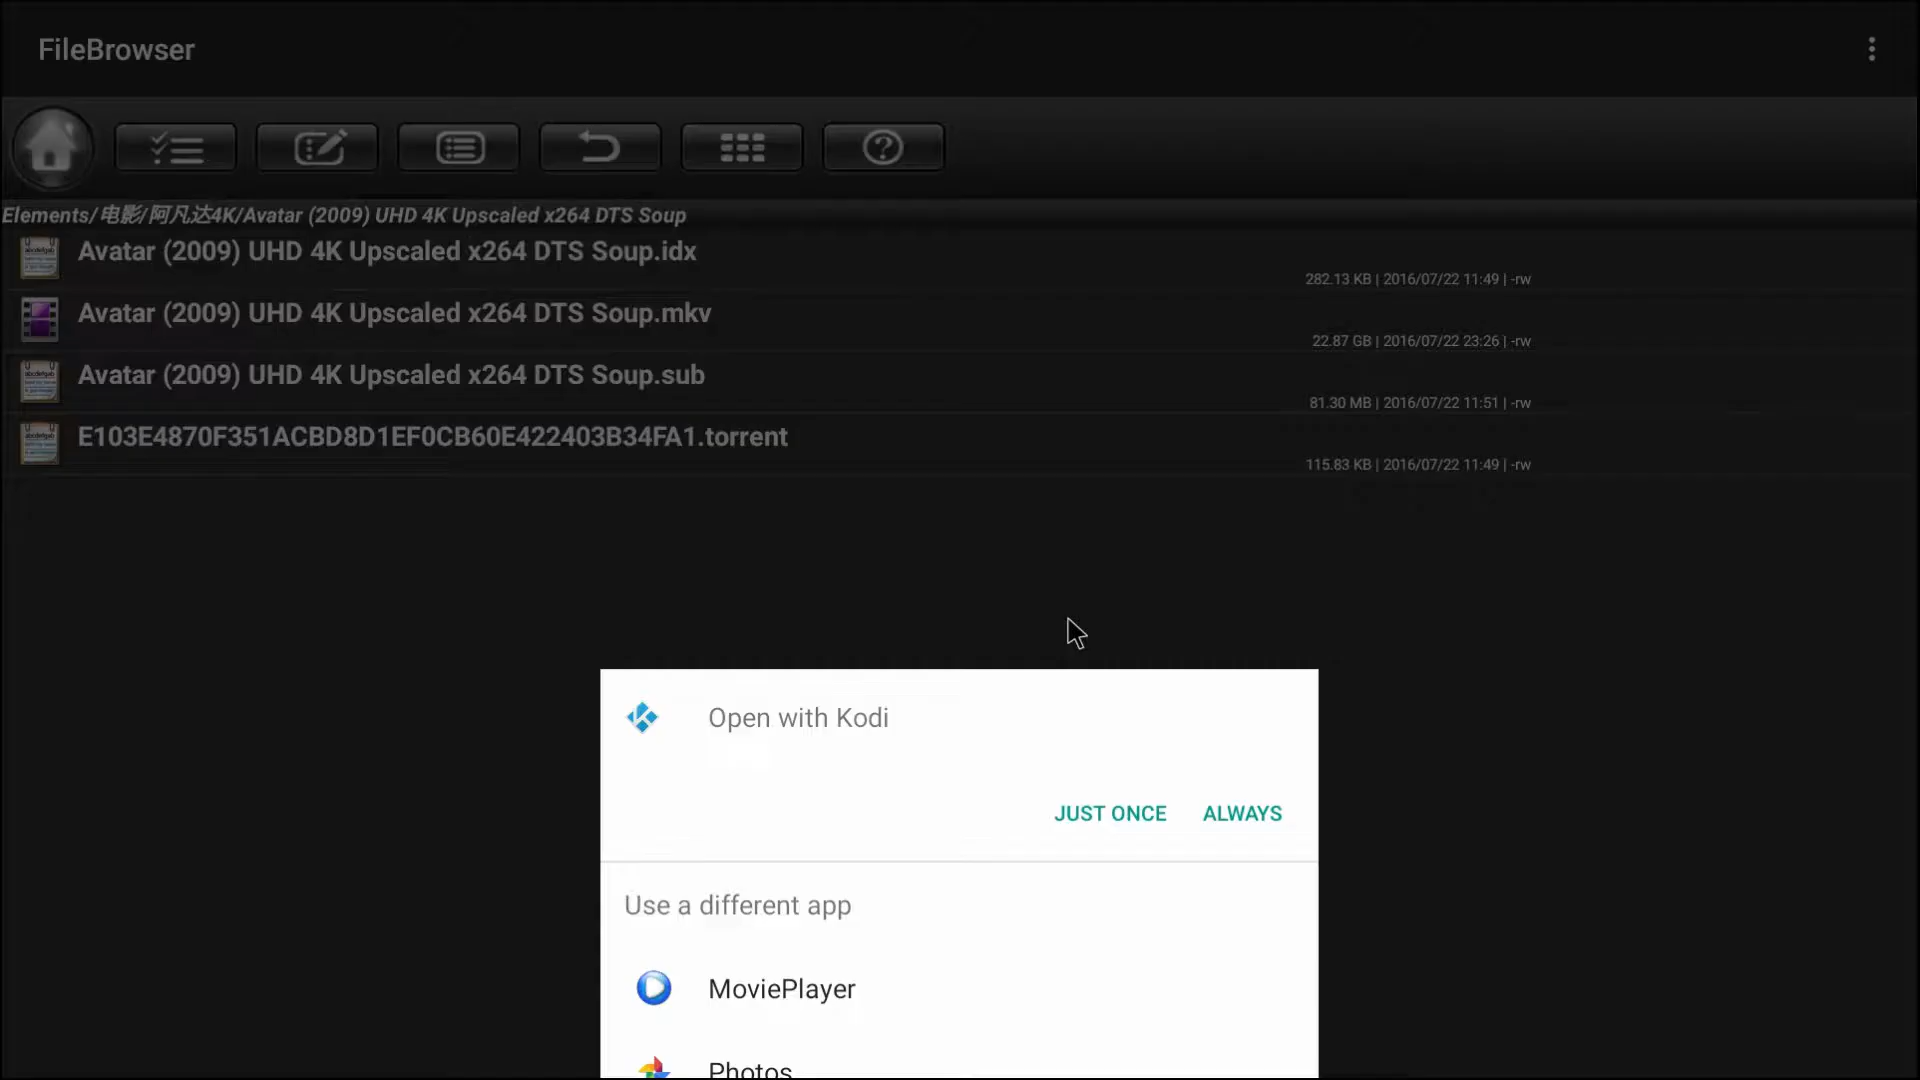 FileBrowser
Elements/电影/阿凡达4K/Avatar (2009) UHD 4K Upscaled x264 DTS Soup
Avatar (2009) UHD 4K Upscaled x264 DTS Soup.idx
282.13 KB | 2016/07/22 11:49 | -rw
Avatar (2009) UHD 4K Upscaled x264 DTS Soup.mkv
22.87 GB | 2016/07/22 23:26 | -rw
Avatar (2009) UHD 4K Upscaled x264 DTS Soup.sub
81.30 MB | 2016/07/22 11:51 | -rw
E103E4870F351ACBD8D1EF0CB60E422403B34FA1.torrent
115.83 KB | 2016/07/22 11:49 | -rw
Open with Kodi
JUST ONCE ALWAYS
Use a different app
MoviePlayer
Photos